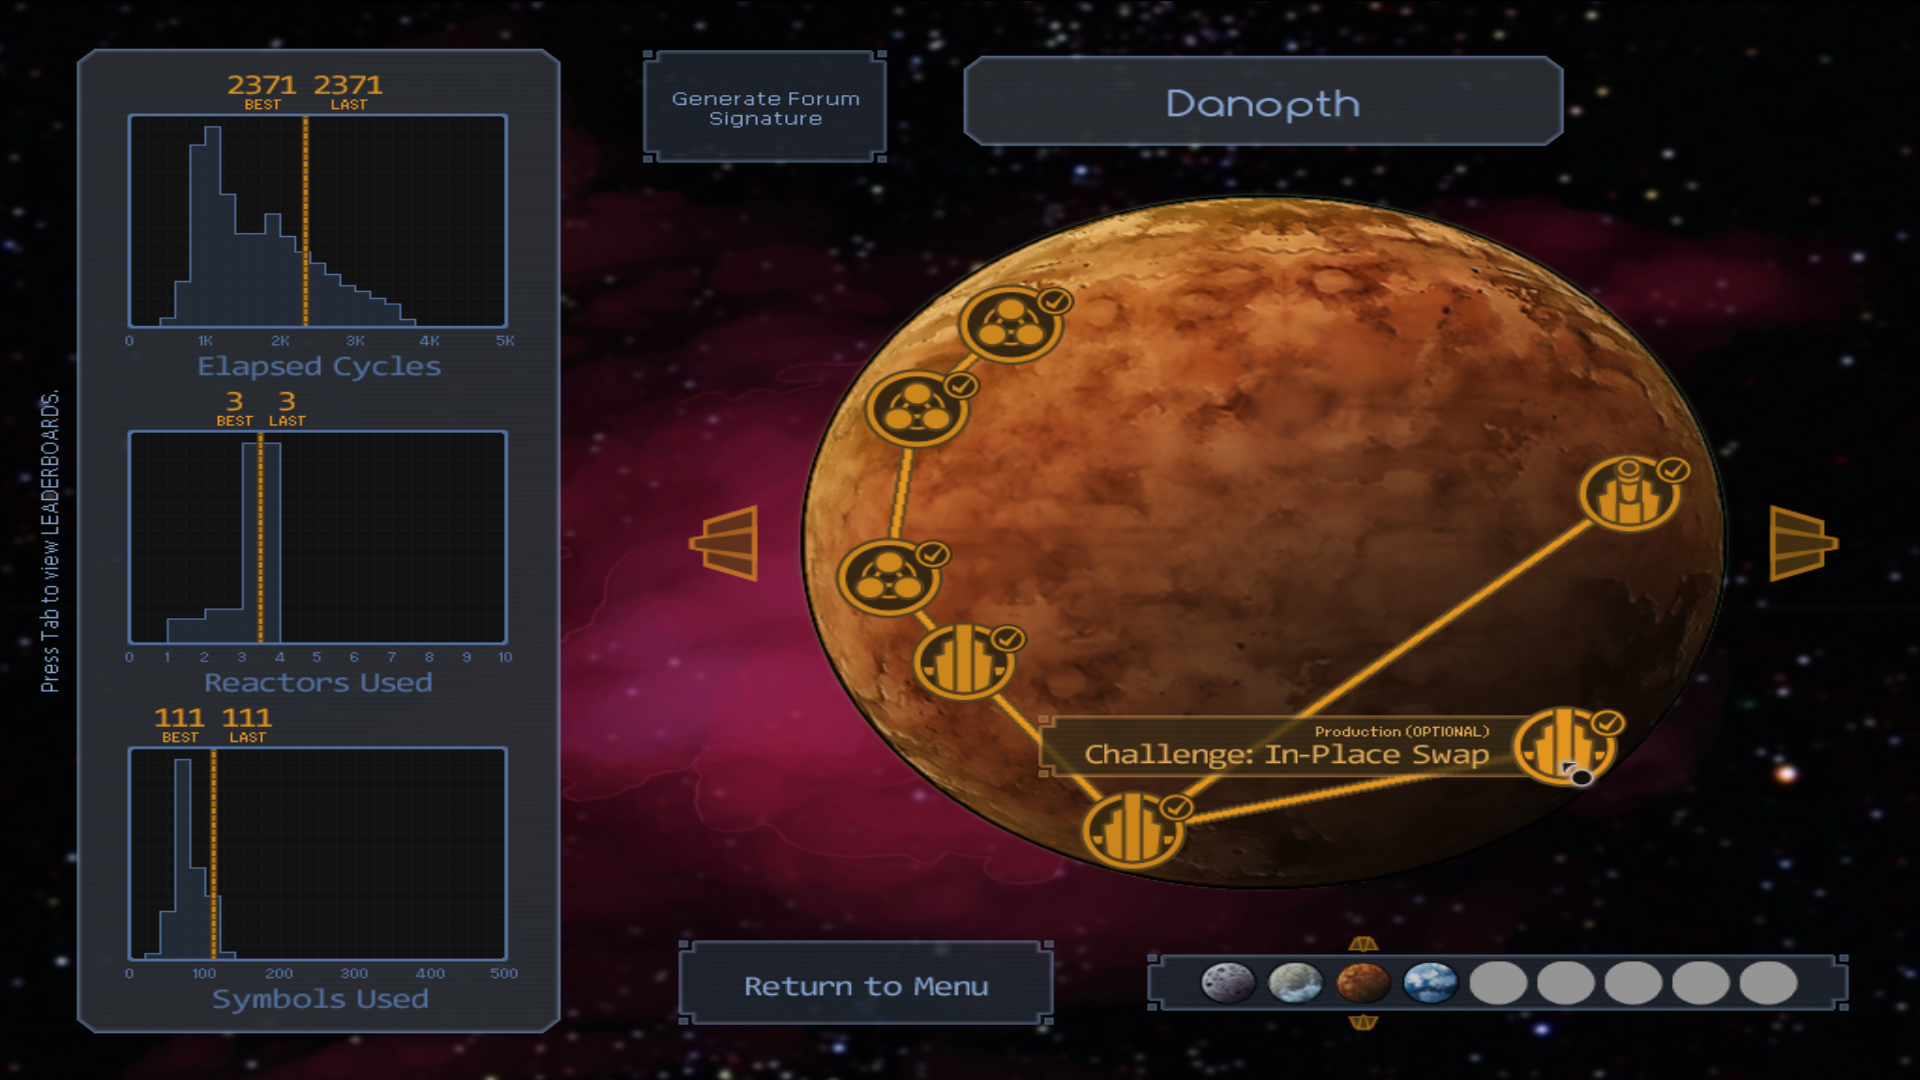 Press Tab to view LEADERBOARDS.
2371 2371
BEST LAST
0 1K 2K 3K 4K 5K
Elapsed Cycles
3 3
BEST LAST
0 1 2 3 4 5 6 7 8 9 10
Reactors Used
111 111
BEST LAST
0 100 200 300 400 500
Symbols Used
Generate Forum
Signature
Danopth
Production (OPTIONAL)
Challenge: In-Place Swap
Return to Menu